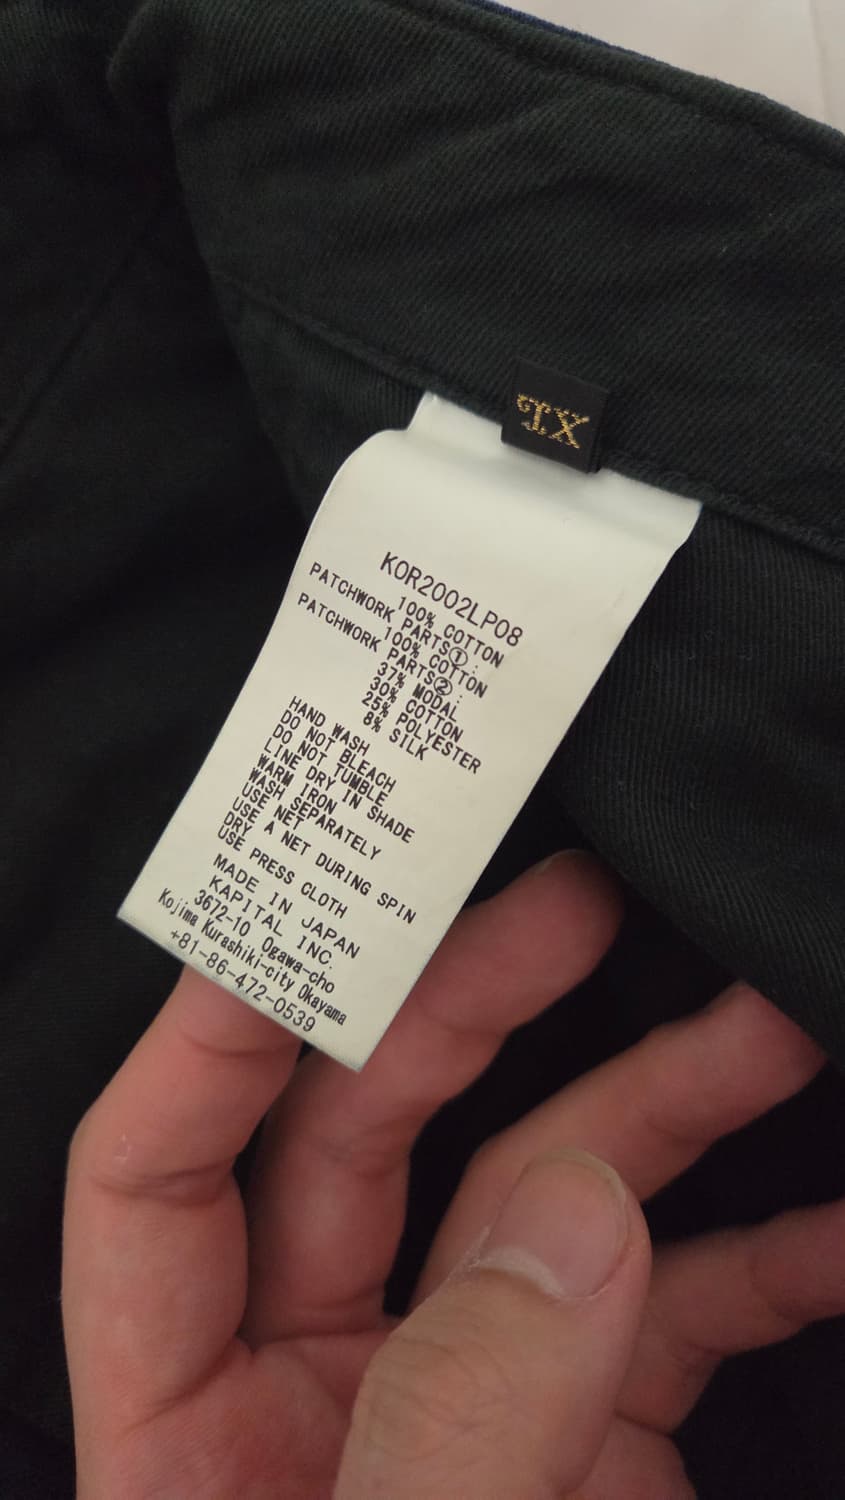 XL
KOR2002LP08
100% COTTON
PATCHWORK PARTS①:
100% COTTON
PATCHWORK PARTS②:
37% MODAL
30% COTTON
25% POLYESTER
8% SILK
HAND WASH
DO NOT BLEACH
DO NOT TUMBLE
LINE DRY IN SHADE
WARM IRON
WASH SEPARATELY
USE NET
USE A NET DURING SPIN
DRY
USE PRESS CLOTH
MADE IN JAPAN
KAPITAL INC.
3672-10 Ogawa-cho
Kojima Kurashiki-city Okayama
+81-86-472-0539